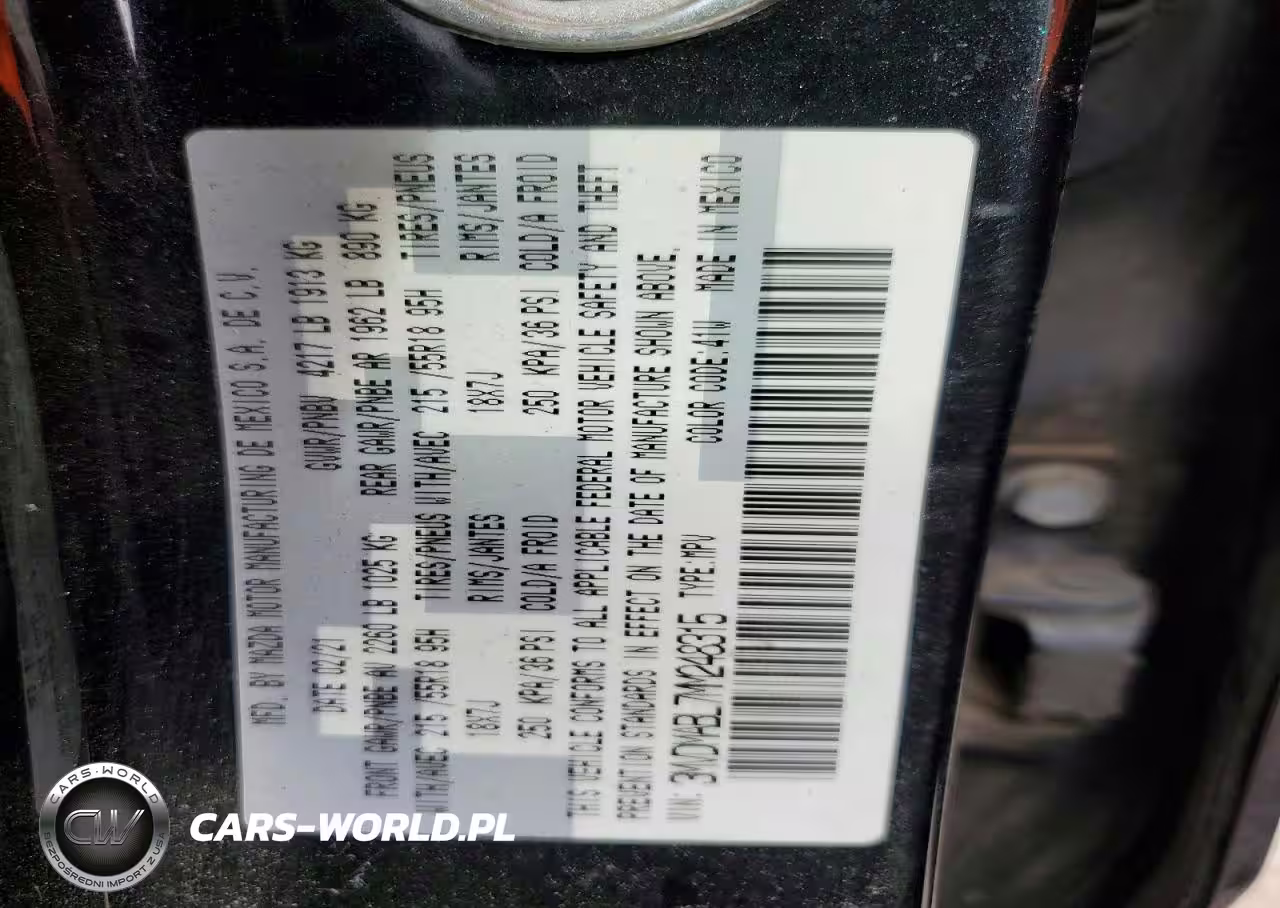 MFD. BY MAZDA MOTOR MANUFACTURING DE MEXICO S.A. DE C.V.
DATE 02/21 GVWR/PNBV 4217 LB 1913 KG
FRONT GAWR/PNBE AV 2260 LB 1025 KG REAR GAWR/PNBE AR 1962 LB 890 KG
WITH/AVEC 215 /55R18 95H TIRES/PNEUS WITH/AVEC 215 /55R18 95H TIRES/PNEUS
18X7J RIMS/JANTES 18X7J RIMS/JANTES
250 KPA/36 PSI COLD/A FROID 250 KPA/36 PSI COLD/A FROID
THIS VEHICLE CONFORMS TO ALL APPLICABLE FEDERAL MOTOR VEHICLE SAFETY AND THEFT
PREVENTION STANDARDS IN EFFECT ON THE DATE OF MANUFACTURE SHOWN ABOVE.
VIN: 3MVDMABL7MM248315 TYPE:MPV COLOR CODE:41W MADE IN MEXICO
CARS-WORLD
CW
BEZPOŚREDNI IMPORT Z USA
CARS-WORLD.PL